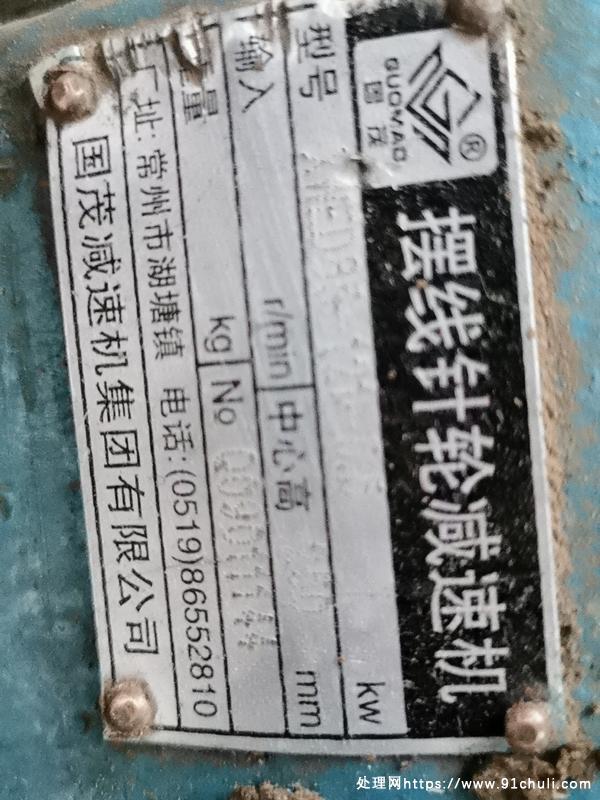 GUOMAO
国茂
®
摆线针轮减速机
型号 kw
输入 r/min 中心高 mm
重量 kg No
厂址:常州市湖塘镇 电话:(0519)86552810
国茂减速机集团有限公司
处理网https://www.91chuli.com